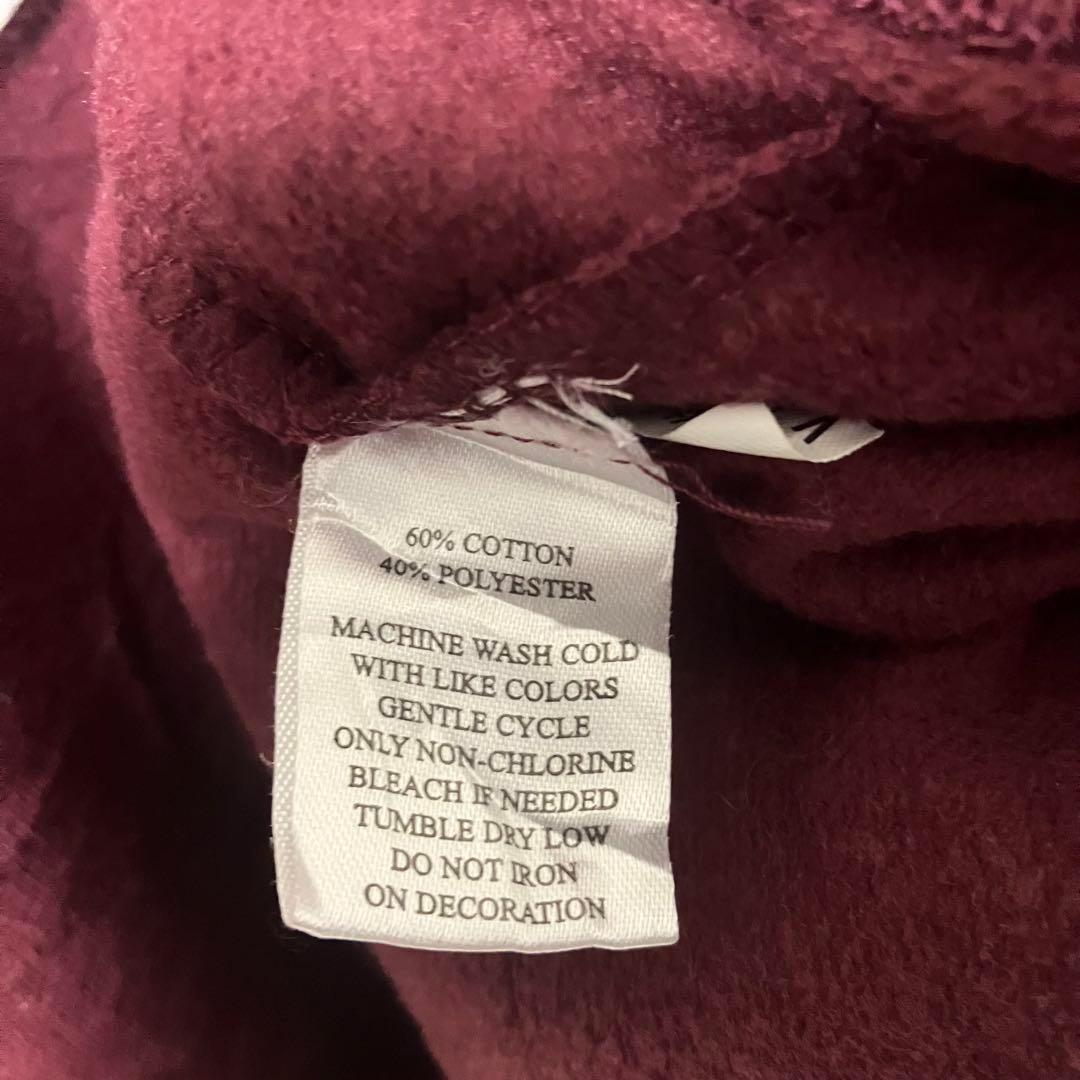 60% COTTON
40% POLYESTER
MACHINE WASH COLD
WITH LIKE COLORS
GENTLE CYCLE
ONLY NON-CHLORINE
BLEACH IF NEEDED
TUMBLE DRY LOW
DO NOT IRON
ON DECORATION